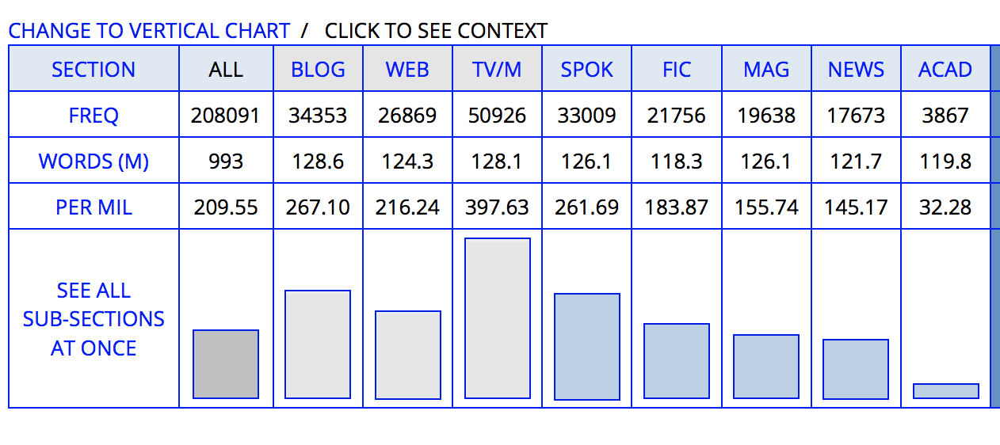 CHANGE TO VERTICAL CHART / CLICK TO SEE CONTEXT
SECTION ALL BLOG WEB TV/M SPOK FIC MAG NEWS ACAD
FREQ 208091 34353 26869 50926 33009 21756 19638 17673 3867
WORDS (M) 993 128.6 124.3 128.1 126.1 118.3 126.1 121.7 119.8
PER MIL 209.55 267.10 216.24 397.63 261.69 183.87 155.74 145.17 32.28
SEE ALL
SUB-SECTIONS
AT ONCE